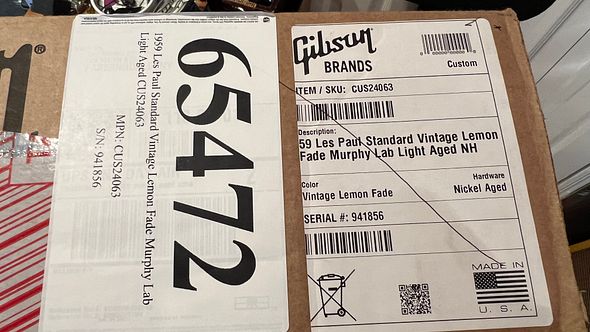 65472
1959 Les Paul Standard Vintage Lemon Fade Murphy Lab
Light Aged CUS24063
MPN: CUS24063
S/N: 941856
Gibson
BRANDS
Custom
ITEM / SKU: CUS24063
Description:
59 Les Paul Standard Vintage Lemon
Fade Murphy Lab Light Aged NH
Color
Hardware
Vintage Lemon Fade
Nickel Aged
SERIAL #: 941856
MADE IN
U.S.A.
®